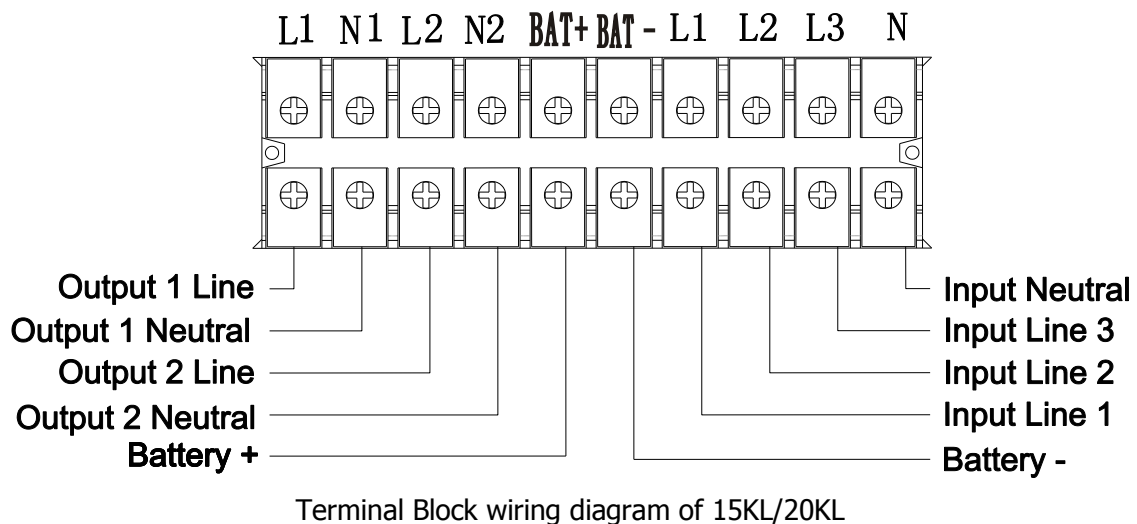 L1 N1 L2 N2 BAT+ BAT - L1 L2 L3 N
Output 1 Line
Output 1 Neutral
Output 2 Line
Output 2 Neutral
Battery +
Input Neutral
Input Line 3
Input Line 2
Input Line 1
Battery -
Terminal Block wiring diagram of 15KL/20KL